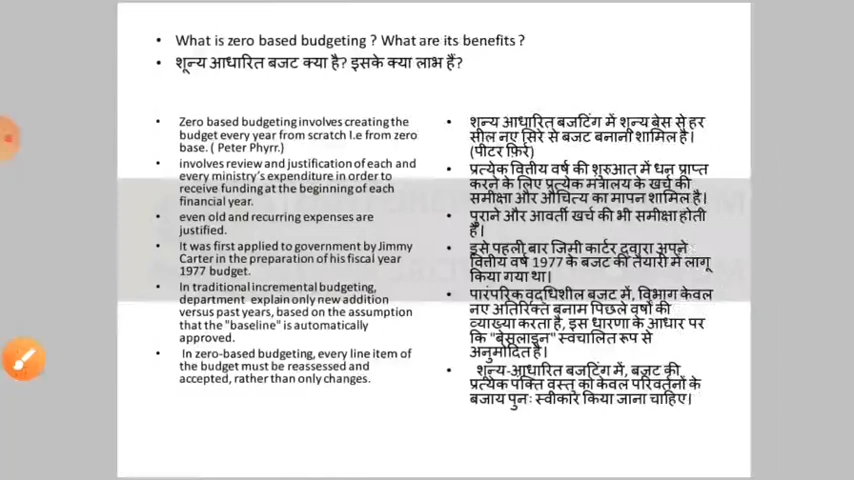 • What is zero based budgeting ? What are its benefits ?
• शून्य आधारित बजट क्या है? इसके क्या लाभ हैं?
• Zero based budgeting involves creating the
budget every year from scratch I.e from zero
base. ( Peter Phyrr.)
• involves review and justification of each and
every ministry's expenditure in order to
receive funding at the beginning of each
financial year.
• even old and recurring expenses are
justified.
• It was first applied to government by Jimmy
Carter in the preparation of his fiscal year
1977 budget.
• In traditional incremental budgeting,
department explain only new addition
versus past years, based on the assumption
that the "baseline" is automatically
approved.
• In zero-based budgeting, every line item of
the budget must be reassessed and
accepted, rather than only changes.
• शून्य आधारित बजटिंग में शून्य बेस से हर
सील नए सिरे से बजट बनाना शामिल है।
(पीटर फ़िर्र)
• प्रत्येक वित्तीय वर्ष की शुरुआत में धन प्राप्त
करने के लिए प्रत्येक मंत्रालय के खर्च की
समीक्षा और औचित्य का मापन शामिल है।
• पुराने और आवर्ती खर्च की भी समीक्षा होती
है।
• इसे पहली बार जिमी कार्टर द्वारा अपने
वित्तीय वर्ष 1977 के बजट की तैयारी में लागू
किया गया था।
• पारंपरिक वृद्धिशील बजट में, विभाग केवल
नए अतिरिक्त बनाम पिछले वर्षों की
व्याख्या करता है, इस धारणा के आधार पर
कि "बेसलाइन" स्वचालित रूप से
अनुमोदित है।
• शून्य-आधारित बजटिंग में, बजट की
प्रत्येक पंक्ति वस्तु को केवल परिवर्तनों के
बजाय पुनः स्वीकार किया जाना चाहिए।